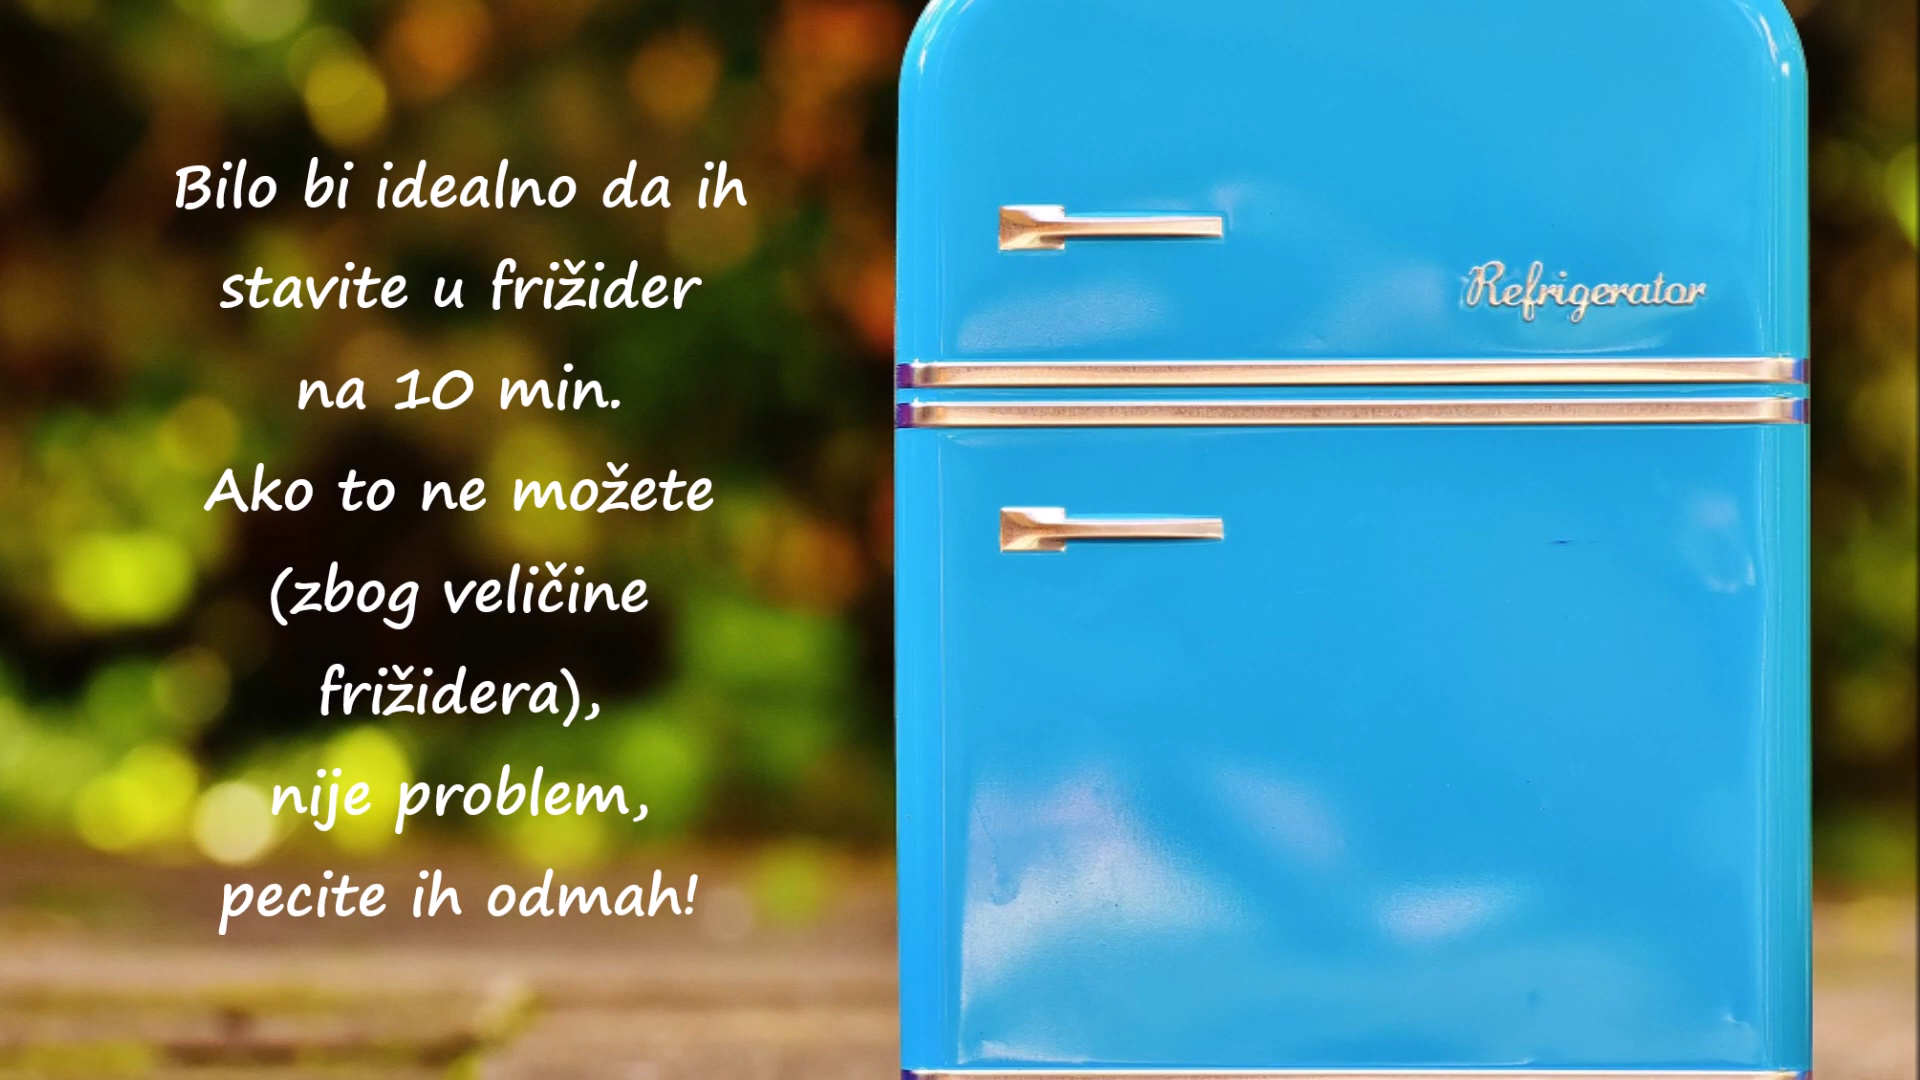 Bilo bi idealno da ih
stavite u frižider
na 10 min.
Ako to ne možete
(zbog veličine
frižidera),
nije problem,
pecite ih odmah!
Refrigerator